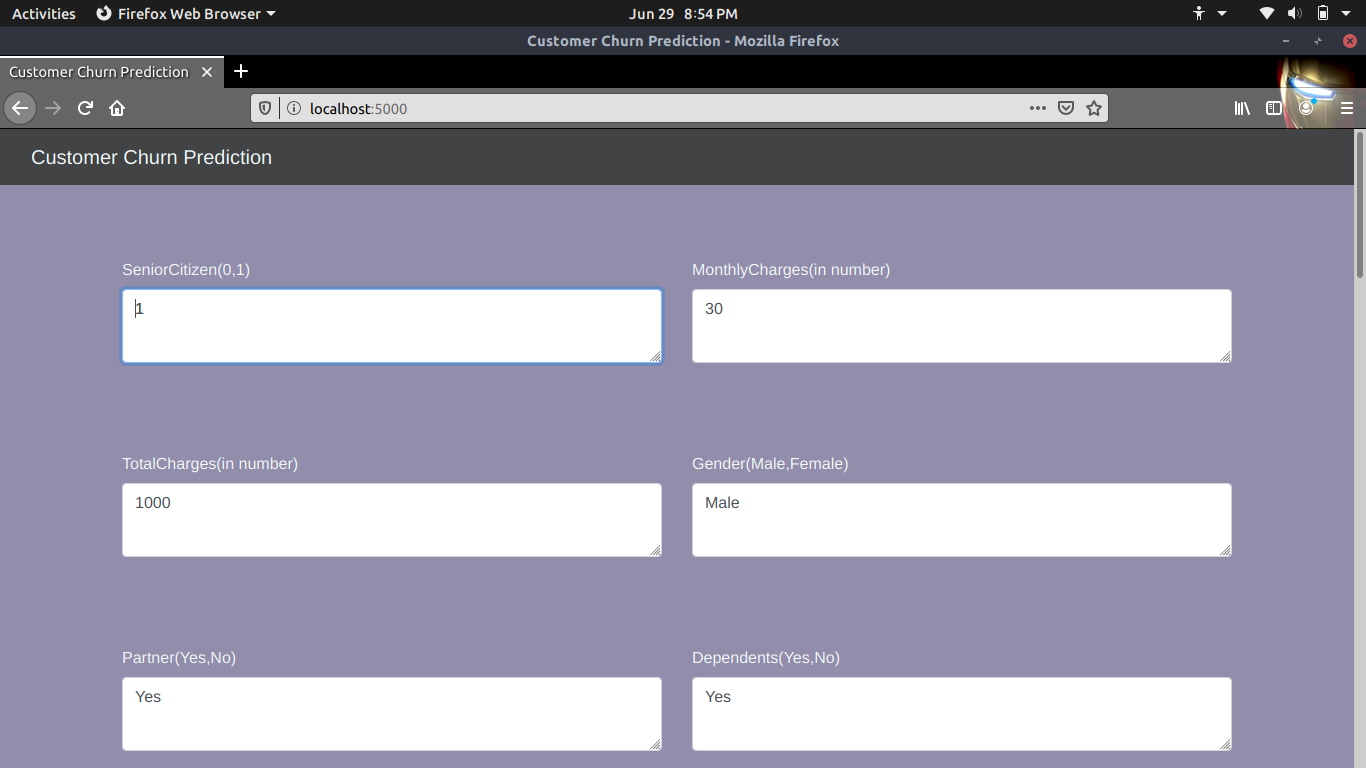 Activities Firefox Web Browser Jun 29 8:54 PM
Customer Churn Prediction - Mozilla Firefox
Customer Churn Prediction
localhost:5000
Customer Churn Prediction
SeniorCitizen(0,1) MonthlyCharges(in number)
1 30
TotalCharges(in number) Gender(Male,Female)
1000 Male
Partner(Yes,No) Dependents(Yes,No)
Yes Yes